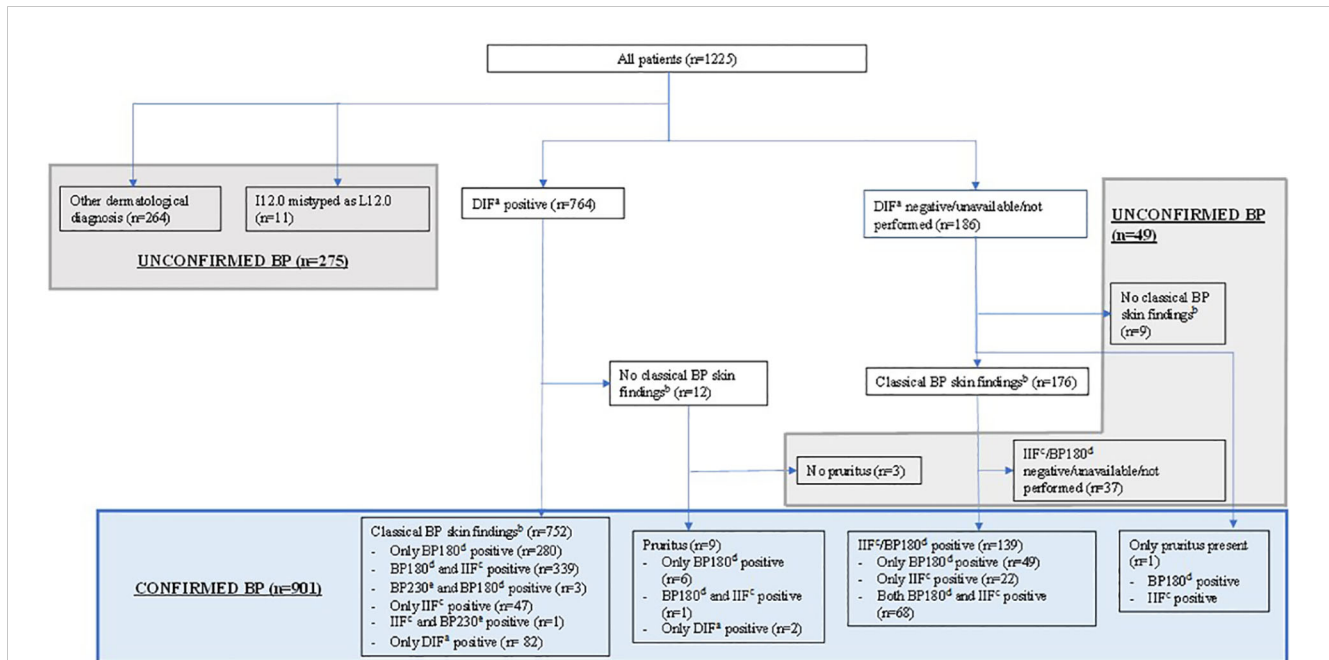 All patients (n=1225)
Other dermatological
diagnosis (n=264)
I12.0 mistyped as L12.0
(n=11)
UNCONFIRMED BP (n=275)
DIFᵃ positive (n=764)
DIFᵃ negative/unavailable/not
performed (n=186)
UNCONFIRMED BP
(n=49)
No classical BP
skin findingsᵇ
(n=9)
No classical BP skin
findingsᵇ (n=12)
Classical BP skin findingsᵇ (n=176)
No pruritus (n=3)
IIFᶜ/BP180ᵈ
negative/unavailable/not
performed (n=37)
CONFIRMED BP (n=901)
Classical BP skin findingsᵇ (n=752)
- Only BP180ᵈ positive (n=280)
- BP180ᵈ and IIFᶜ positive (n=339)
- BP230ᵉ and BP180ᵈ positive (n=3)
- Only IIFᶜ positive (n=47)
- IIFᶜ and BP230ᵉ positive (n=1)
- Only DIFᵃ positive (n= 82)
Pruritus (n=9)
- Only BP180ᵈ positive
(n=6)
- BP180ᵈ and IIFᶜ positive
(n=1)
- Only DIFᵃ positive (n=2)
IIFᶜ/BP180ᵈ positive (n=139)
- Only BP180ᵈ positive (n=49)
- Only IIFᶜ positive (n=22)
- Both BP180ᵈ and IIFᶜ positive
(n=68)
Only pruritus present
(n=1)
- BP180ᵈ positive
- IIFᶜ positive